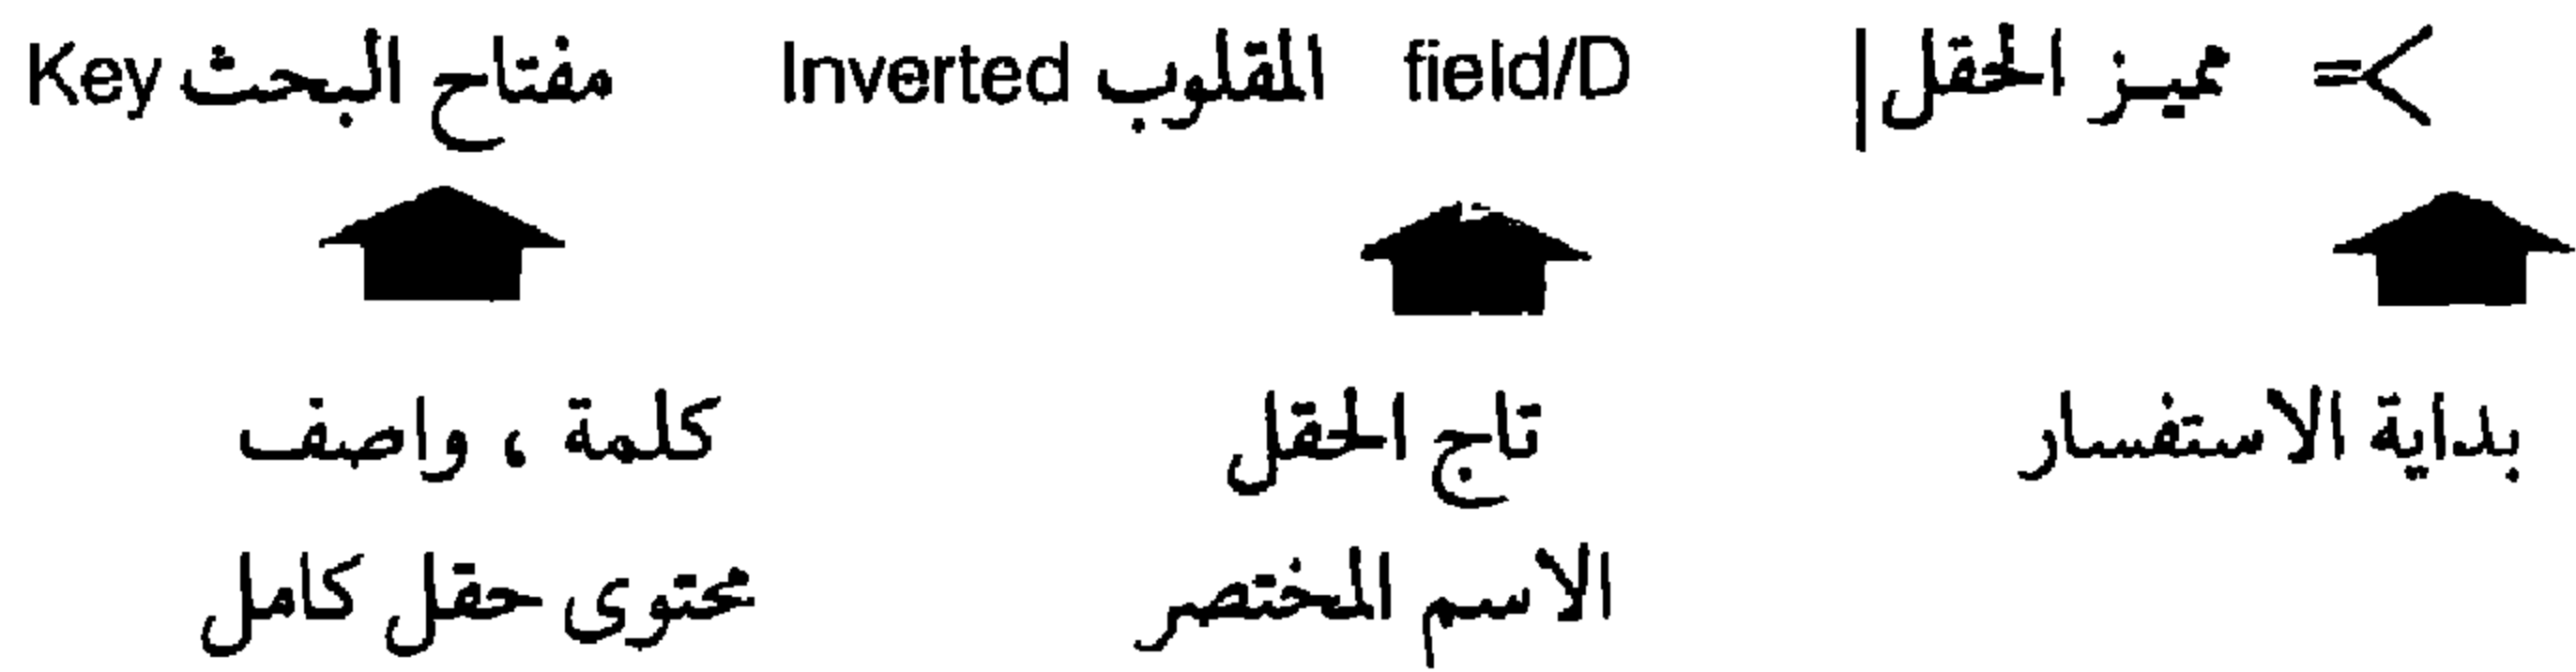 =< مميز الحقل | field/D المقلوب Inverted مفتاح البحث Key
بداية الاستفسار تاج الحقل كلمة ، واصف
الاسم المختصر محتوى حقل كامل